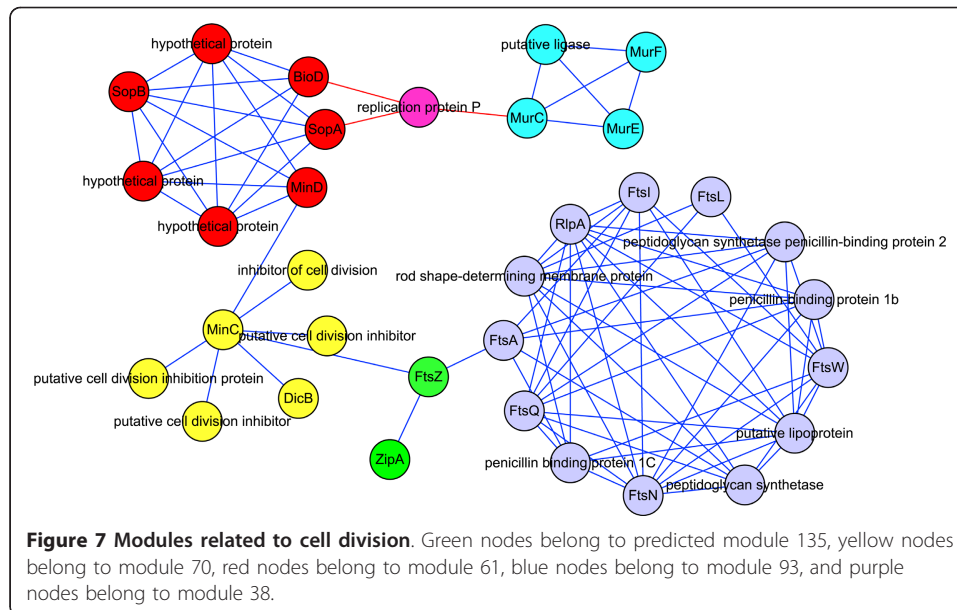 hypothetical protein
putative ligase
MurF
BioD
SopB
replication protein P
SopA
MurC
MurE
hypothetical protein
MinD
FtsI
FtsL
hypothetical protein
RlpA
peptidoglycan synthetase penicillin-binding protein 2
inhibitor of cell division
rod shape-determining membrane protein
penicillin-binding protein 1b
MinC
putative cell division inhibitor
FtsA
FtsW
putative cell division inhibition protein
FtsZ
DicB
FtsQ
putative cell division inhibitor
putative lipoprotein
ZipA
penicillin binding protein 1C
peptidoglycan synthetase
FtsN
Figure 7 Modules related to cell division. Green nodes belong to predicted module 135, yellow nodes
belong to module 70, red nodes belong to module 61, blue nodes belong to module 93, and purple
nodes belong to module 38.